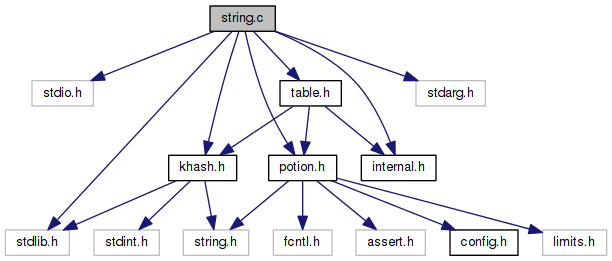 string.c
stdio.h
table.h
stdarg.h
khash.h
potion.h
internal.h
stdlib.h
stdint.h
string.h
fcntl.h
assert.h
config.h
limits.h